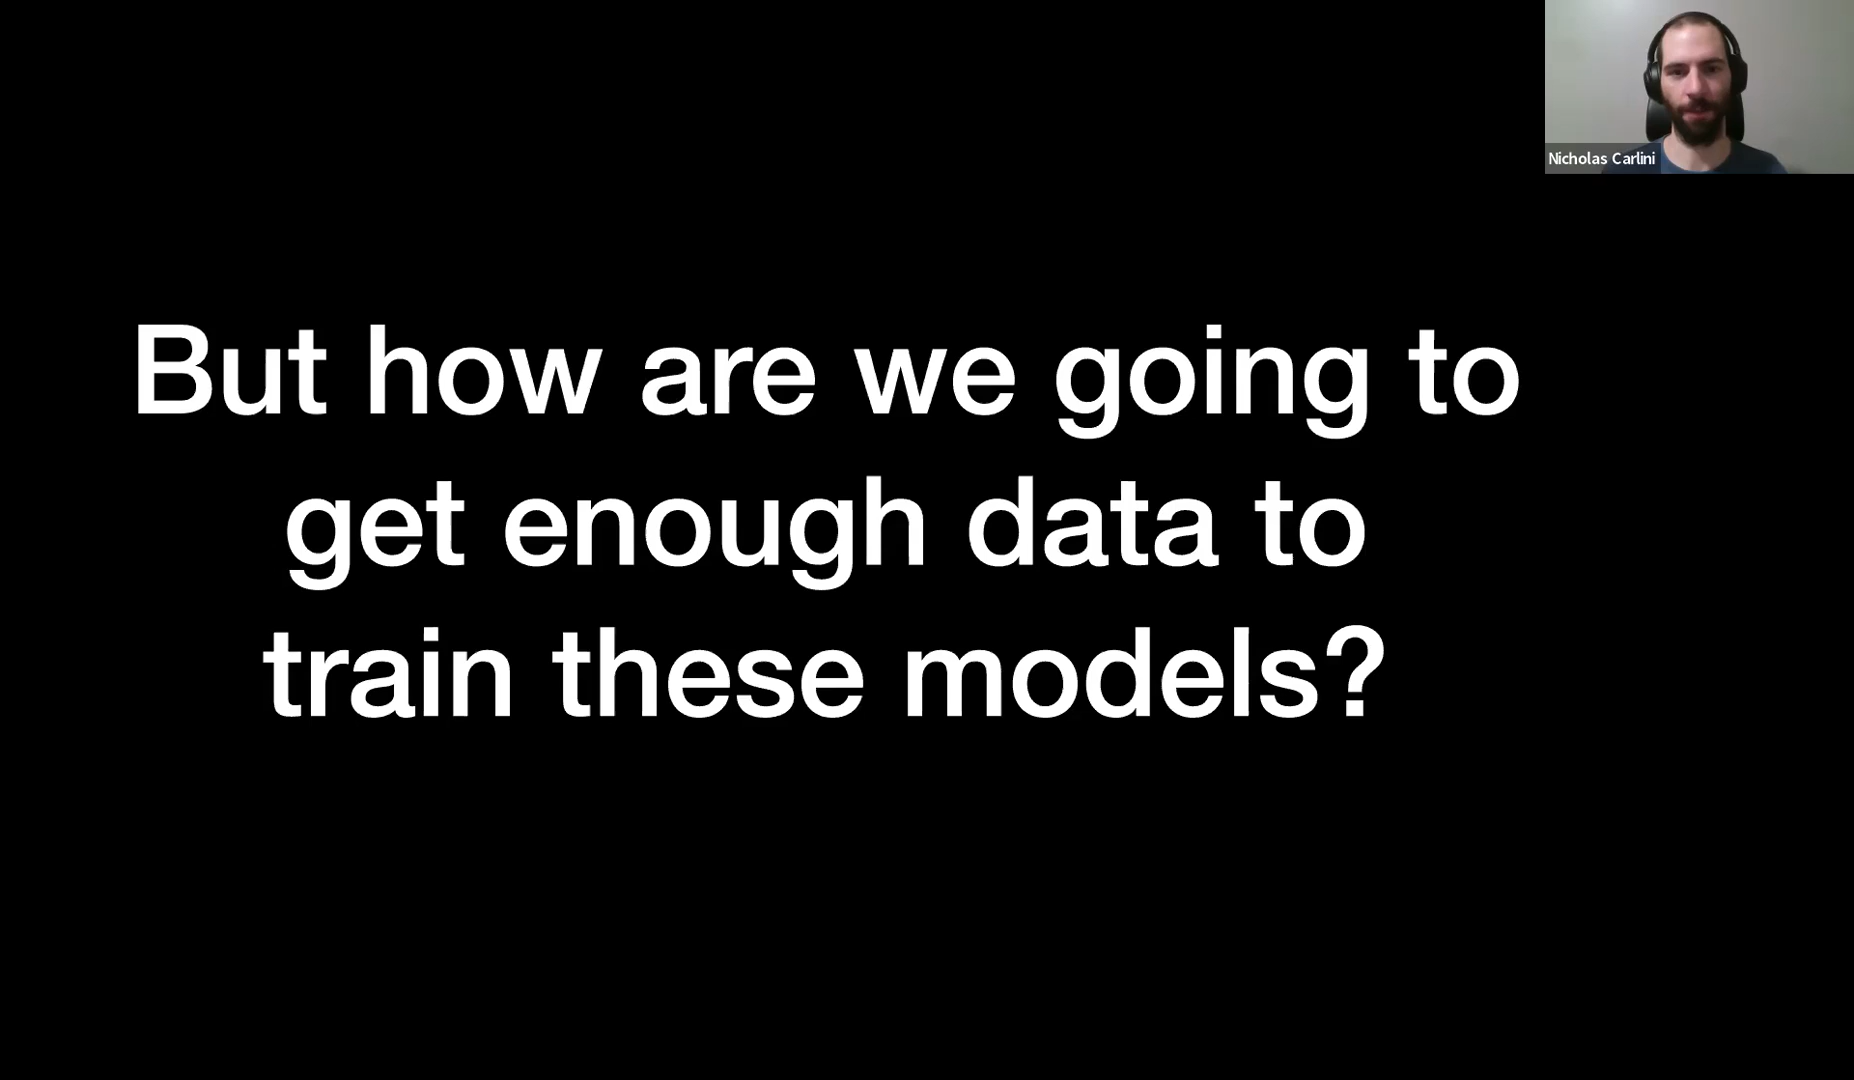 Nicholas Carlini
But how are we going to
get enough data to
train these models?